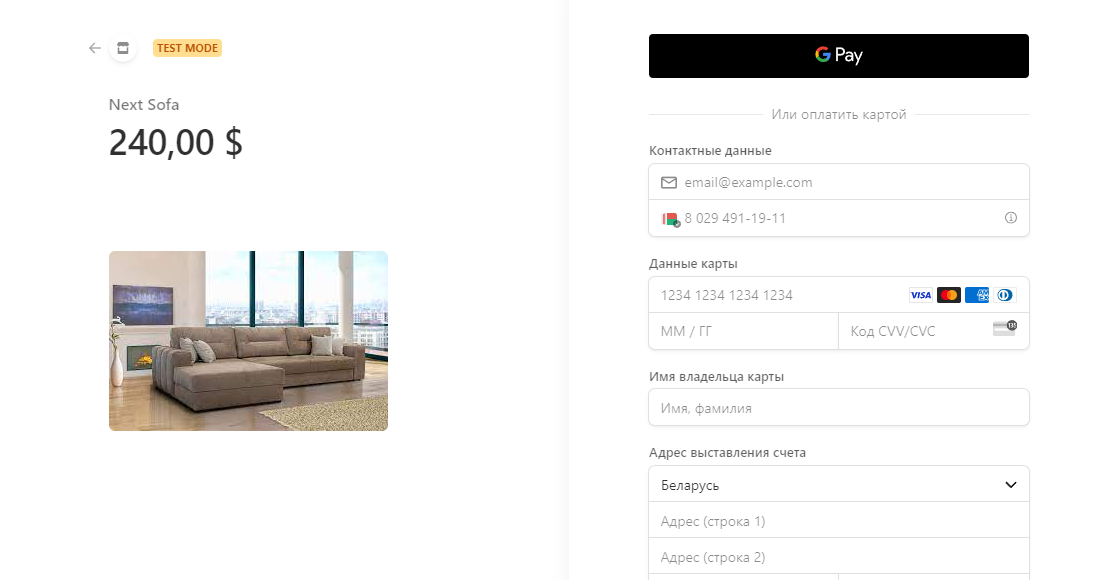 TEST MODE
Next Sofa
240,00 $
G Pay
Или оплатить картой
Контактные данные
email@example.com
8 029 491-19-11
Данные карты
1234 1234 1234 1234
VISA
ММ / ГГ
Код CVV/CVC
135
Имя владельца карты
Имя, фамилия
Адрес выставления счета
Беларусь
Адрес (строка 1)
Адрес (строка 2)